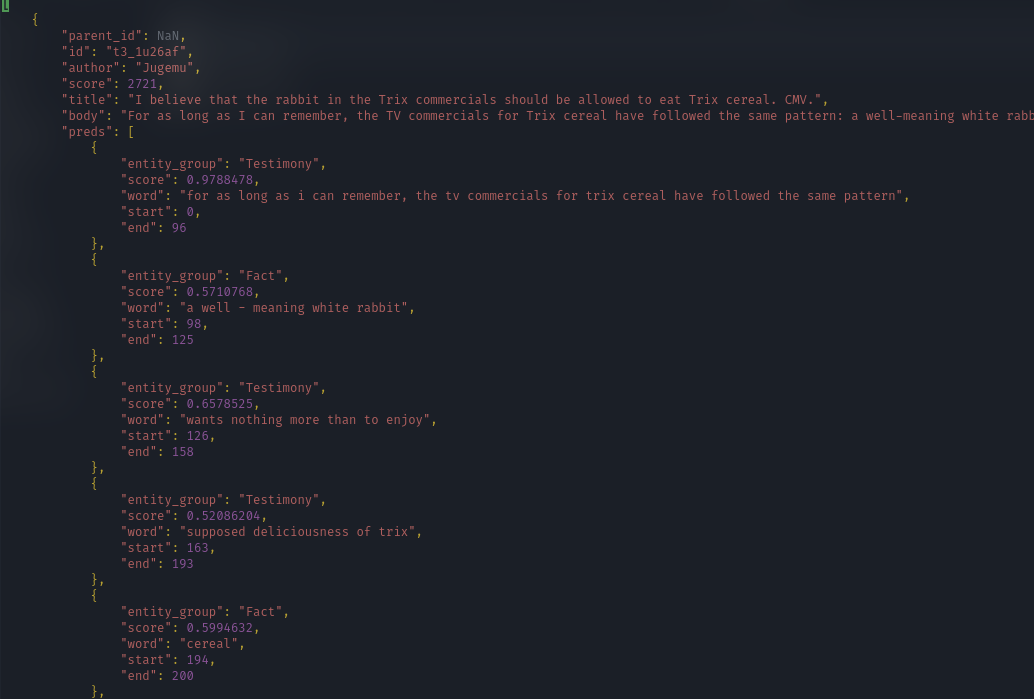 [
{
"parent_id": NaN,
"id": "t3_1u26af",
"author": "Jugemu",
"score": 2721,
"title": "I believe that the rabbit in the Trix commercials should be allowed to eat Trix cereal. CMV.",
"body": "For as long as I can remember, the TV commercials for Trix cereal have followed the same pattern: a well-meaning white rabb
"preds": [
{
"entity_group": "Testimony",
"score": 0.9788478,
"word": "for as long as i can remember, the tv commercials for trix cereal have followed the same pattern",
"start": 0,
"end": 96
},
{
"entity_group": "Fact",
"score": 0.5710768,
"word": "a well - meaning white rabbit",
"start": 98,
"end": 125
},
{
"entity_group": "Testimony",
"score": 0.6578525,
"word": "wants nothing more than to enjoy",
"start": 126,
"end": 158
},
{
"entity_group": "Testimony",
"score": 0.52086204,
"word": "supposed deliciousness of trix",
"start": 163,
"end": 193
},
{
"entity_group": "Fact",
"score": 0.5994632,
"word": "cereal",
"start": 194,
"end": 200
},